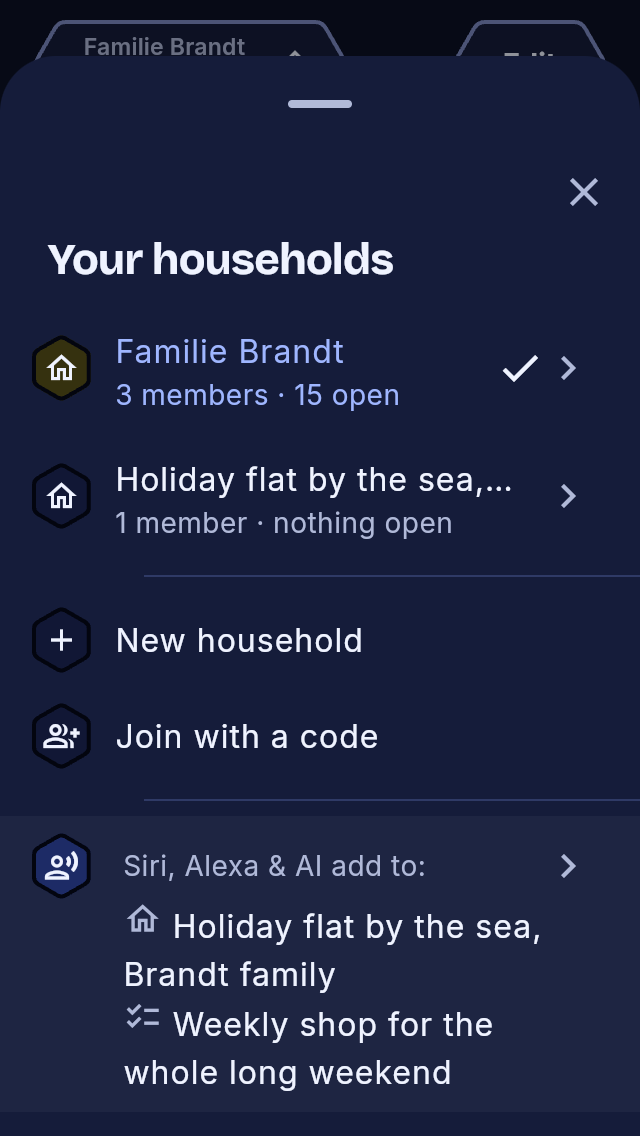 Familie Brandt
Edit
Your households
Familie Brandt
3 members · 15 open
Holiday flat by the sea,...
1 member · nothing open
New household
Join with a code
Siri, Alexa & AI add to:
Holiday flat by the sea,
Brandt family
Weekly shop for the
whole long weekend